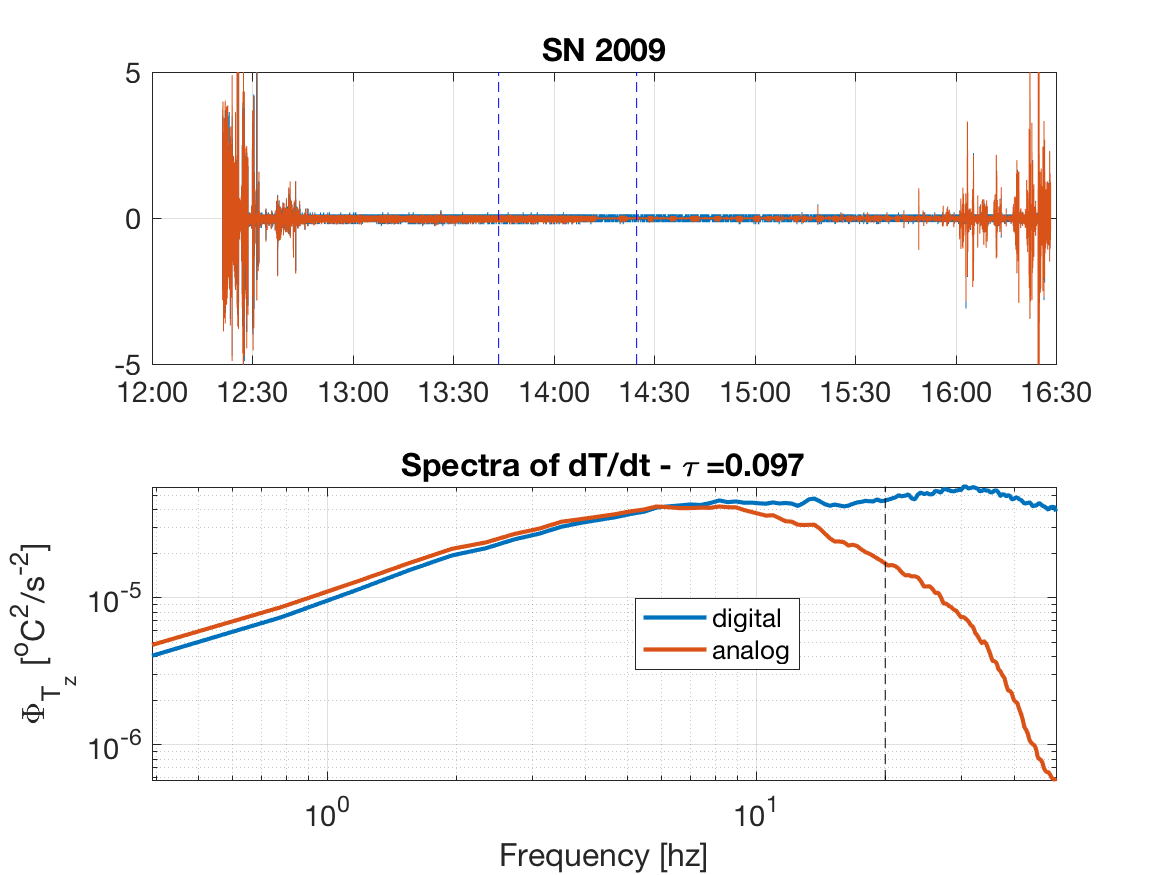 SN 2009
5
0
-5
12:00 12:30 13:00 13:30 14:00 14:30 15:00 15:30 16:00 16:30
Spectra of dT/dt - τ =0.097
Φ_T_z [°C²/s⁻²]
10⁻⁵
10⁻⁶
digital
analog
10⁰ 10¹
Frequency [hz]